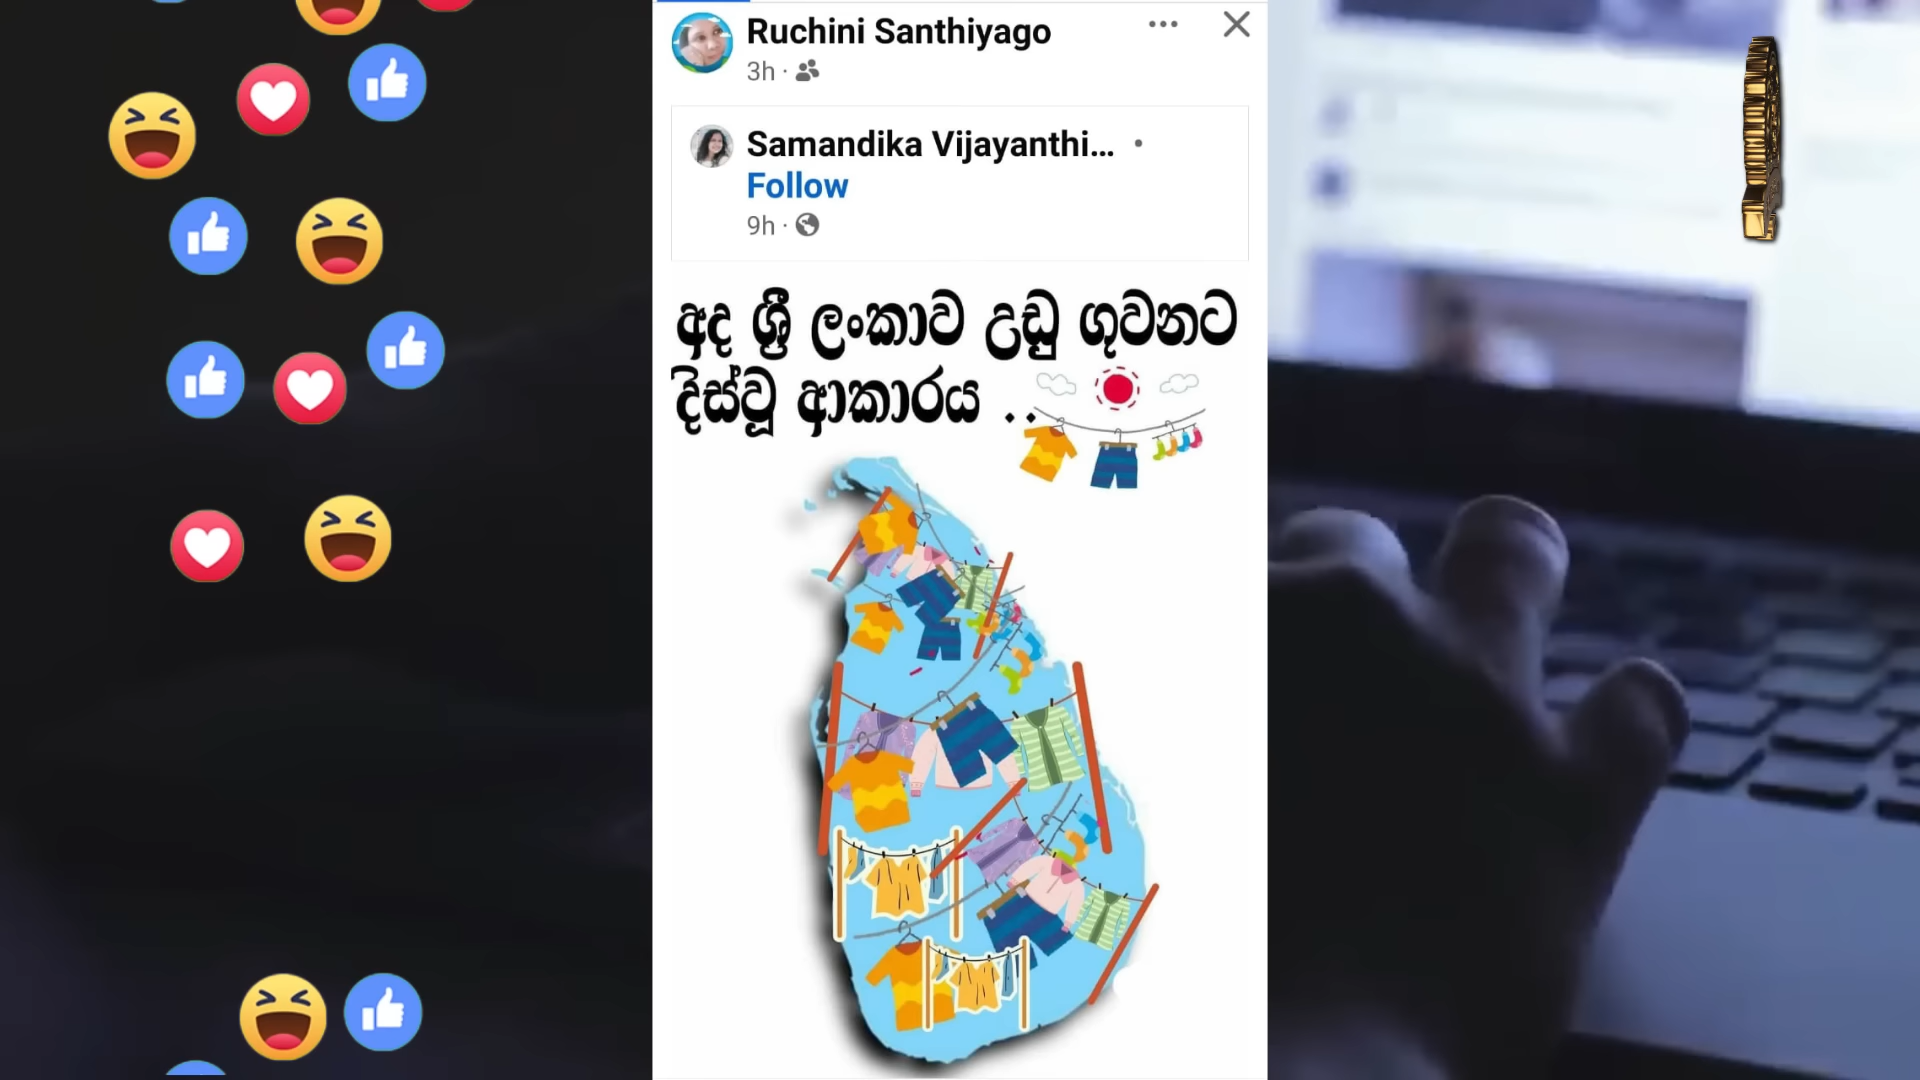 Ruchini Santhiyago
3h ·
Samandika Vijayanthi... •
Follow
9h ·
අද ශ්‍රී ලංකාව උඩු ගූවනට
දිස්වූ ආකාරය ..